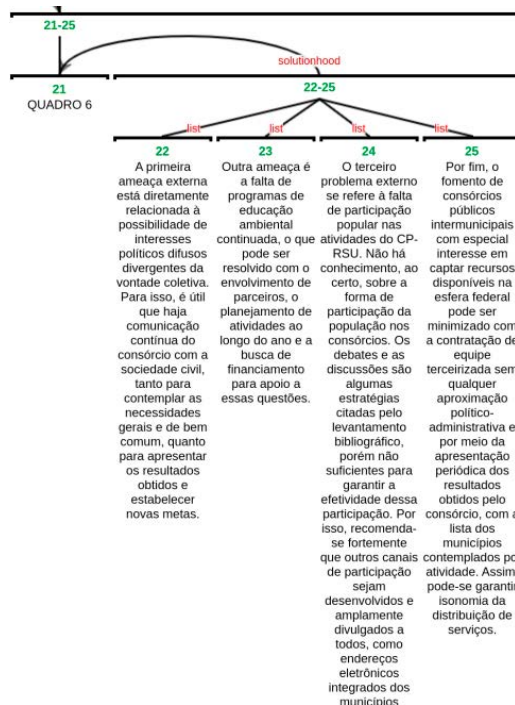 21-25
solutionhood
21
QUADRO 6
22-25
list
list
list
list
22
A primeira
ameaça externa
está diretamente
relacionada à
possibilidade de
interesses
políticos difusos
divergentes da
vontade coletiva.
Para isso, é útil
que haja
comunicação
contínua do
consórcio com a
sociedade civil,
tanto para
contemplar as
necessidades
gerais e de bem
comum, quanto
para apresentar
os resultados
obtidos e
estabelecer
novas metas.
23
Outra ameaça é
a falta de
programas de
educação
ambiental
continuada, o que
pode ser
resolvido com o
envolvimento de
parceiros, o
planejamento de
atividades ao
longo do ano e a
busca de
financiamento
para apoio a
essas questões.
24
O terceiro
problema externo
se refere à falta
de participação
popular nas
atividades do CP-
RSU. Não há
conhecimento, ao
certo, sobre a
forma de
participação da
população nos
consórcios. Os
debates e as
discussões são
algumas
estratégias
citadas pelo
levantamento
bibliográfico,
porém não
suficientes para
garantir a
efetividade dessa
participação. Por
isso, recomenda-
se fortemente
que outros canais
de participação
sejam
desenvolvidos e
amplamente
divulgados a
todos, como
endereços
eletrônicos
integrados dos
municípios
25
Por fim, o
fomento de
consórcios
públicos
intermunicipais
com especial
interesse em
captar recursos
disponíveis na
esfera federal
pode ser
minimizado com
a contratação de
equipe
terceirizada sem
qualquer
aproximação
político-
administrativa e
por meio da
apresentação
periódica dos
resultados
obtidos pelo
consórcio, com a
lista dos
municípios
contemplados po
atividade. Assim
pode-se garantir
isonomia da
distribuição de
serviços.